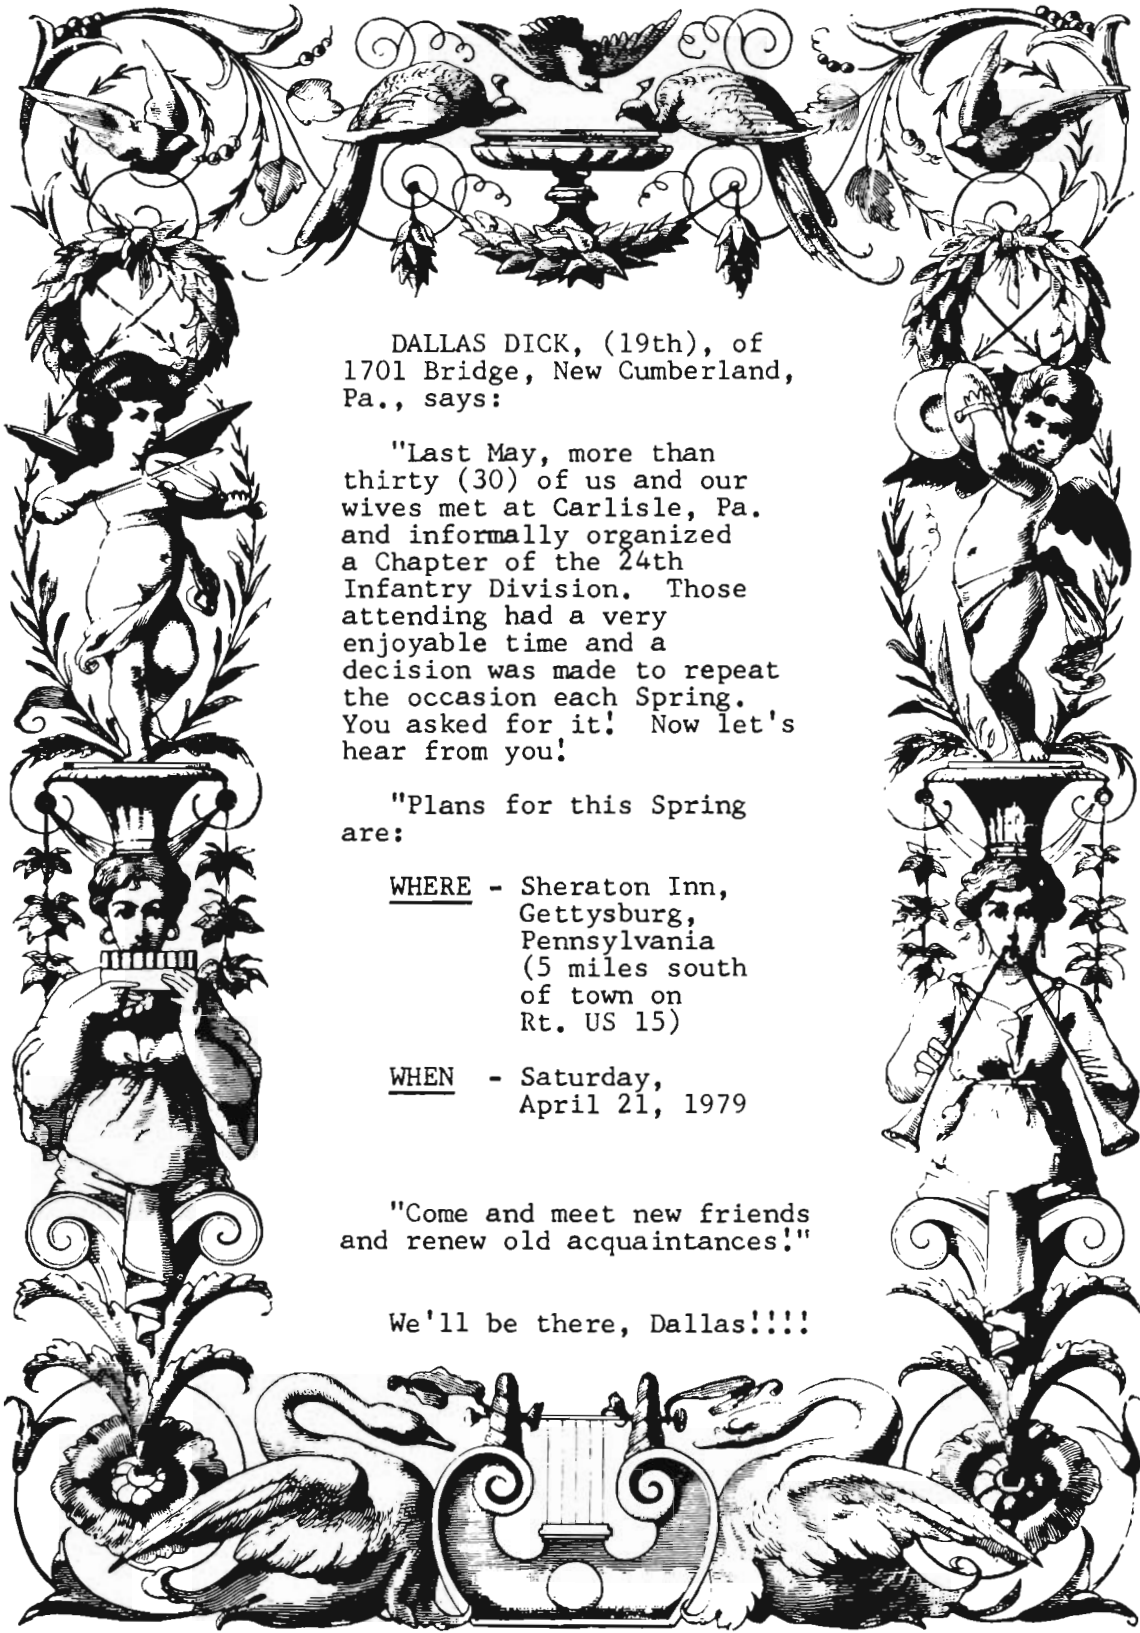 DALLAS DICK, (19th), of
1701 Bridge, New Cumberland,
Pa., says:
"Last May, more than
thirty (30) of us and our
wives met at Carlisle, Pa.
and informally organized
a Chapter of the 24th
Infantry Division. Those
attending had a very
enjoyable time and a
decision was made to repeat
the occasion each Spring.
You asked for it! Now let's
hear from you!
"Plans for this Spring
are:
WHERE - Sheraton Inn,
Gettysburg,
Pennsylvania
(5 miles south
of town on
Rt. US 15)
WHEN - Saturday,
April 21, 1979
"Come and meet new friends
and renew old acquaintances!"
We'll be there, Dallas!!!!